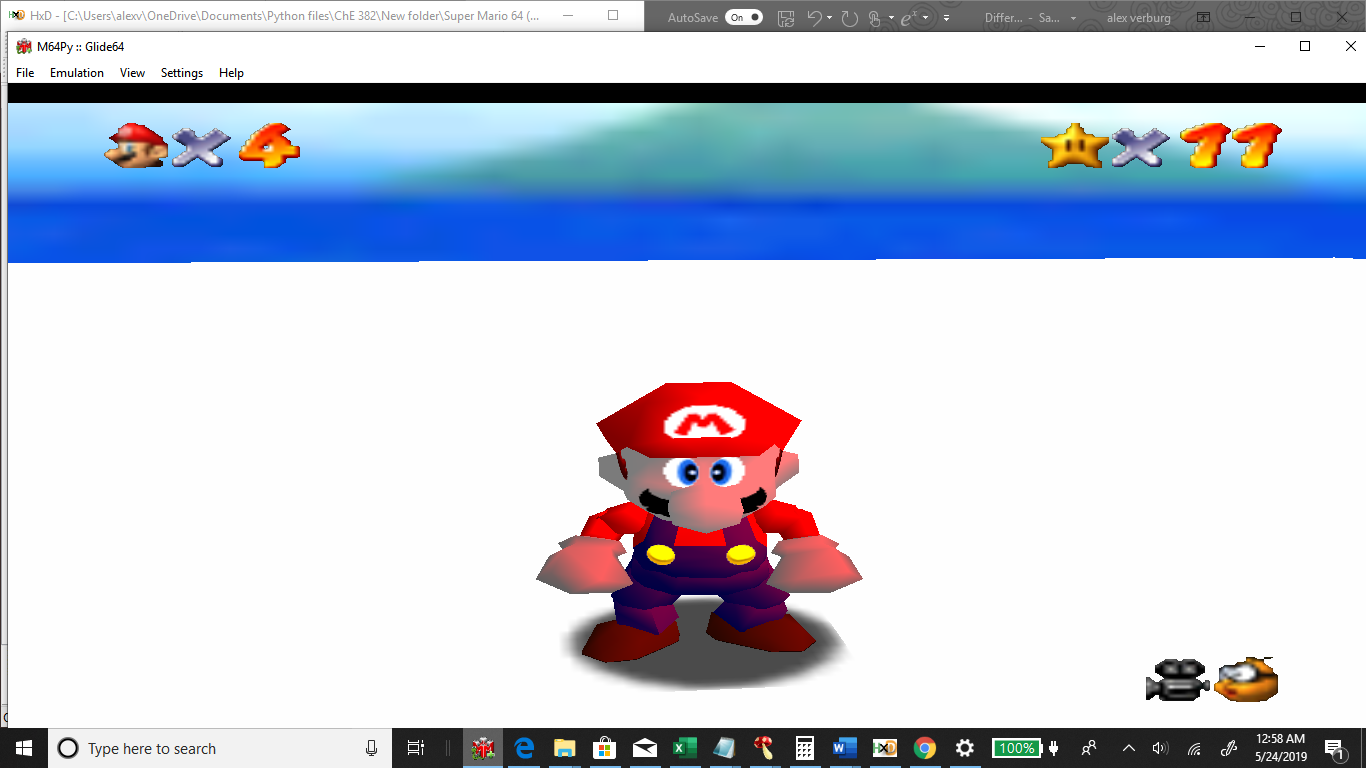 HxD - [C:\Users\alexv\OneDrive\Documents\Python files\ChE 382\New folder\Super Mario 64 (...
AutoSave On Differ... - Sa... alex verburg
M64Py :: Glide64
File Emulation View Settings Help
4 11
M
Type here to search
100%
12:58 AM
5/24/2019
1